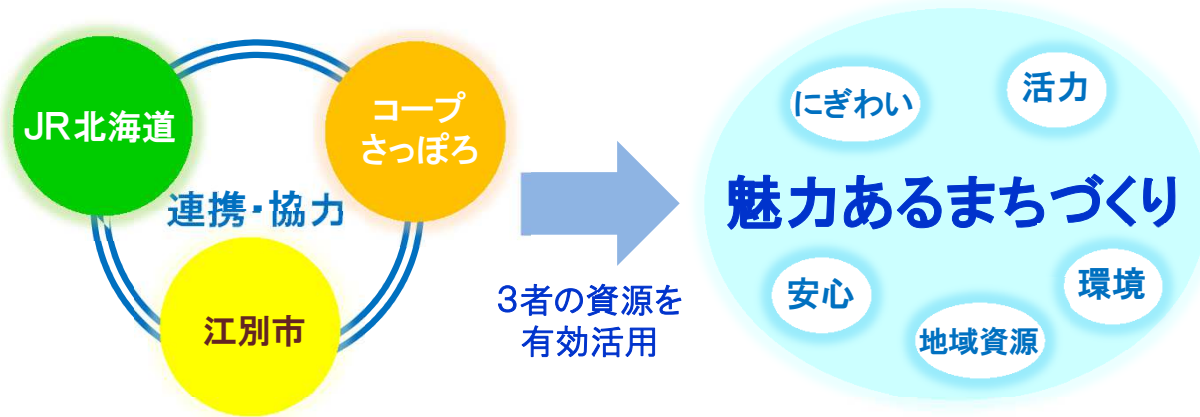 JR北海道
コープ
さっぽろ
連携・協力
江別市
3者の資源を
有効活用
にぎわい
活力
魅力あるまちづくり
安心
環境
地域資源